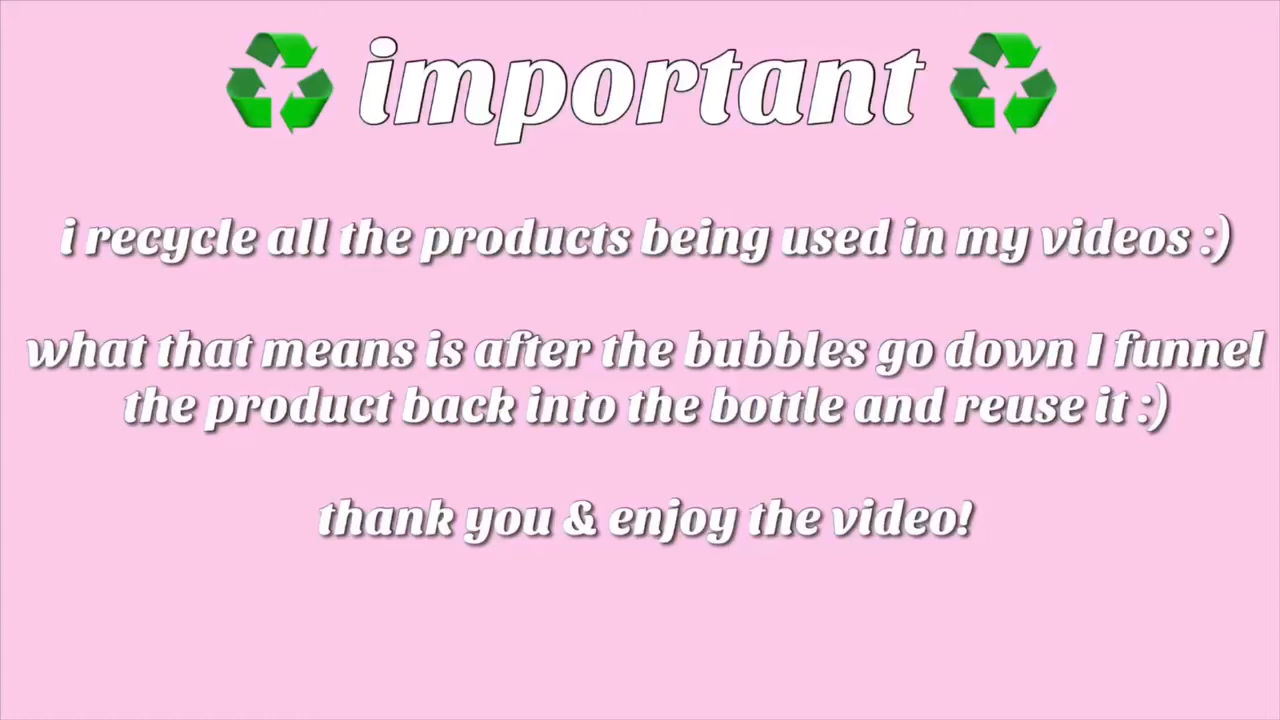 important
i recycle all the products being used in my videos :)
what that means is after the bubbles go down I funnel
the product back into the bottle and reuse it :)
thank you & enjoy the video!